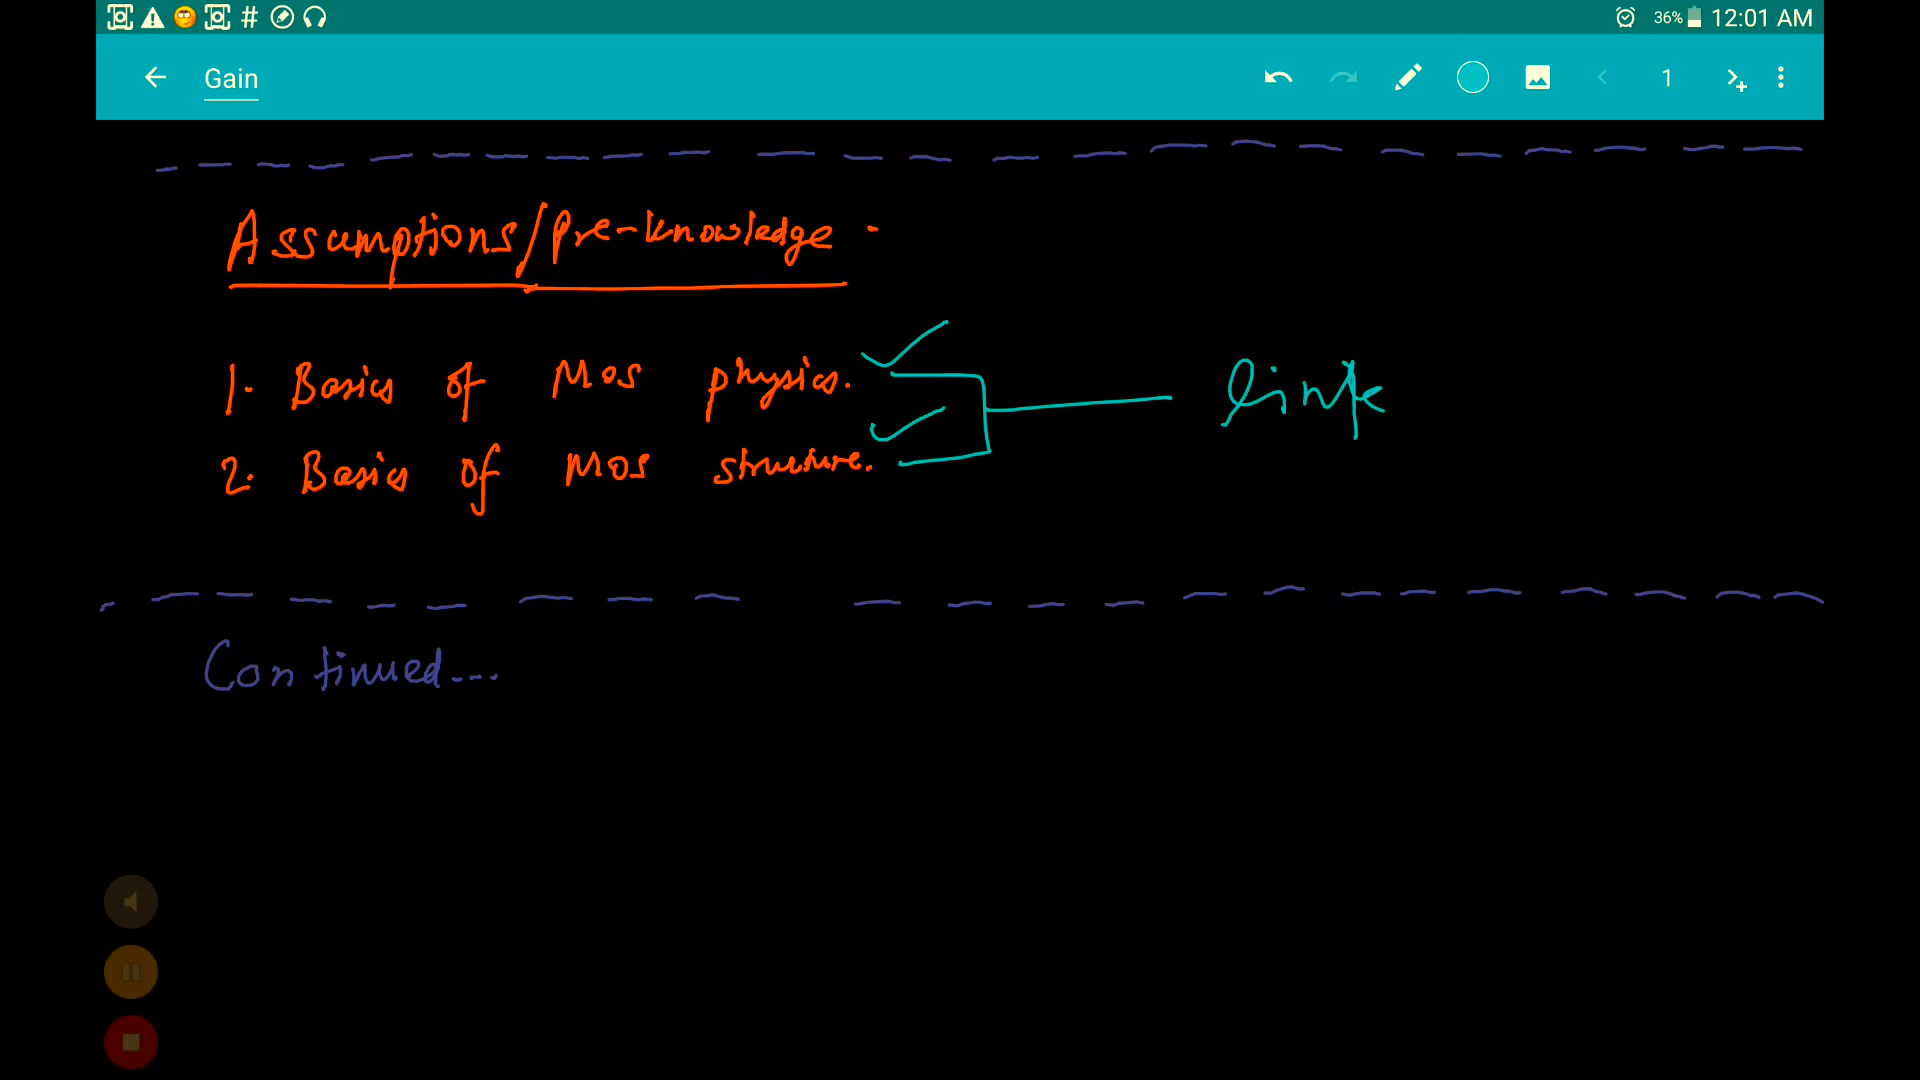 36% 12:01 AM
Gain 1
Assumptions/Pre-knowledge -
1. Basics of MOS physics.
2. Basics of MOS structure.
link
Continued....